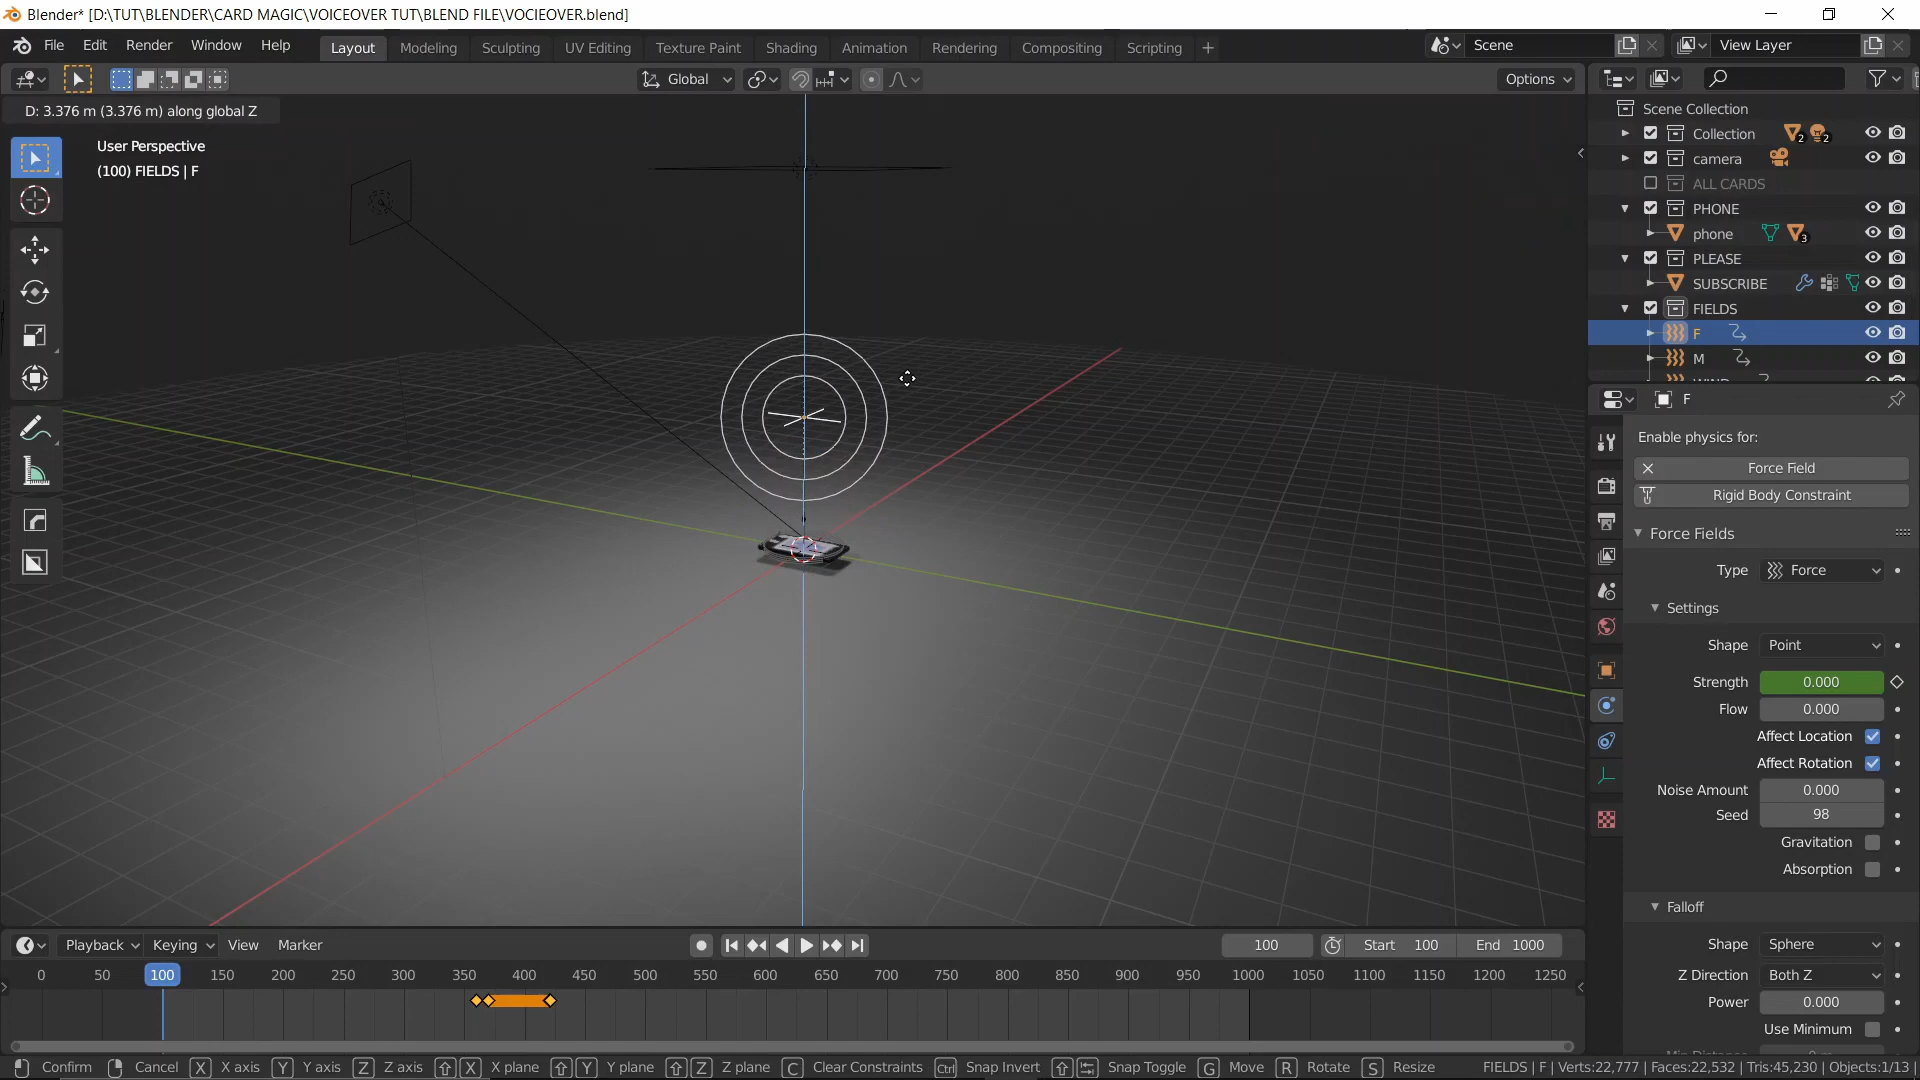 Blender* [D:\TUT\BLENDER\CARD MAGIC\VOICEOVER TUT\BLEND FILE\VOCIEOVER.blend]
File Edit Render Window Help Layout Modeling Sculpting UV Editing Texture Paint Shading Animation Rendering Compositing Scripting + Scene View Layer
Global Options
D: 3.376 m (3.376 m) along global Z
User Perspective
(100) FIELDS | F
Scene Collection
Collection 2 2
camera
ALL CARDS
PHONE
phone 3
PLEASE
SUBSCRIBE
FIELDS
F
M
F
Enable physics for:
Force Field
Rigid Body Constraint
Force Fields
Type Force
Settings
Shape Point
Strength 0.000
Flow 0.000
Affect Location
Affect Rotation
Noise Amount 0.000
Seed 98
Gravitation
Absorption
Falloff
Shape Sphere
Z Direction Both Z
Power 0.000
Use Minimum
Playback Keying View Marker 100 Start 100 End 1000
0 50 100 150 200 250 300 350 400 450 500 550 600 650 700 750 800 850 900 950 1000 1050 1100 1150 1200 1250
Confirm Cancel X X axis Y Y axis Z Z axis X X plane Y Y plane Z Z plane C Clear Constraints Ctrl Snap Invert Snap Toggle G Move R Rotate S Resize FIELDS | F | Verts:22,777 | Faces:22,532 | Tris:45,230 | Objects:1/13